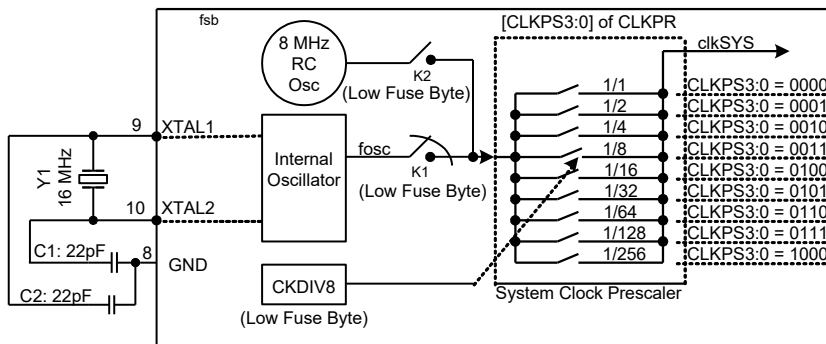 fsb
[CLKPS3:0] of CLKPR
clkSYS
8 MHz
RC
Osc
K2
(Low Fuse Byte)
1/1
CLKPS3:0 = 0000
1/2
CLKPS3:0 = 0001
9
XTAL1
1/4
CLKPS3:0 = 0010
Internal
Oscillator
fosc
K1
(Low Fuse Byte)
1/8
CLKPS3:0 = 0011
Y1
16 MHz
1/16
CLKPS3:0 = 0100
1/32
CLKPS3:0 = 0101
10
XTAL2
1/64
CLKPS3:0 = 0110
1/128
CLKPS3:0 = 0111
C1: 22pF
8
GND
1/256
CLKPS3:0 = 1000
C2: 22pF
CKDIV8
(Low Fuse Byte)
System Clock Prescaler